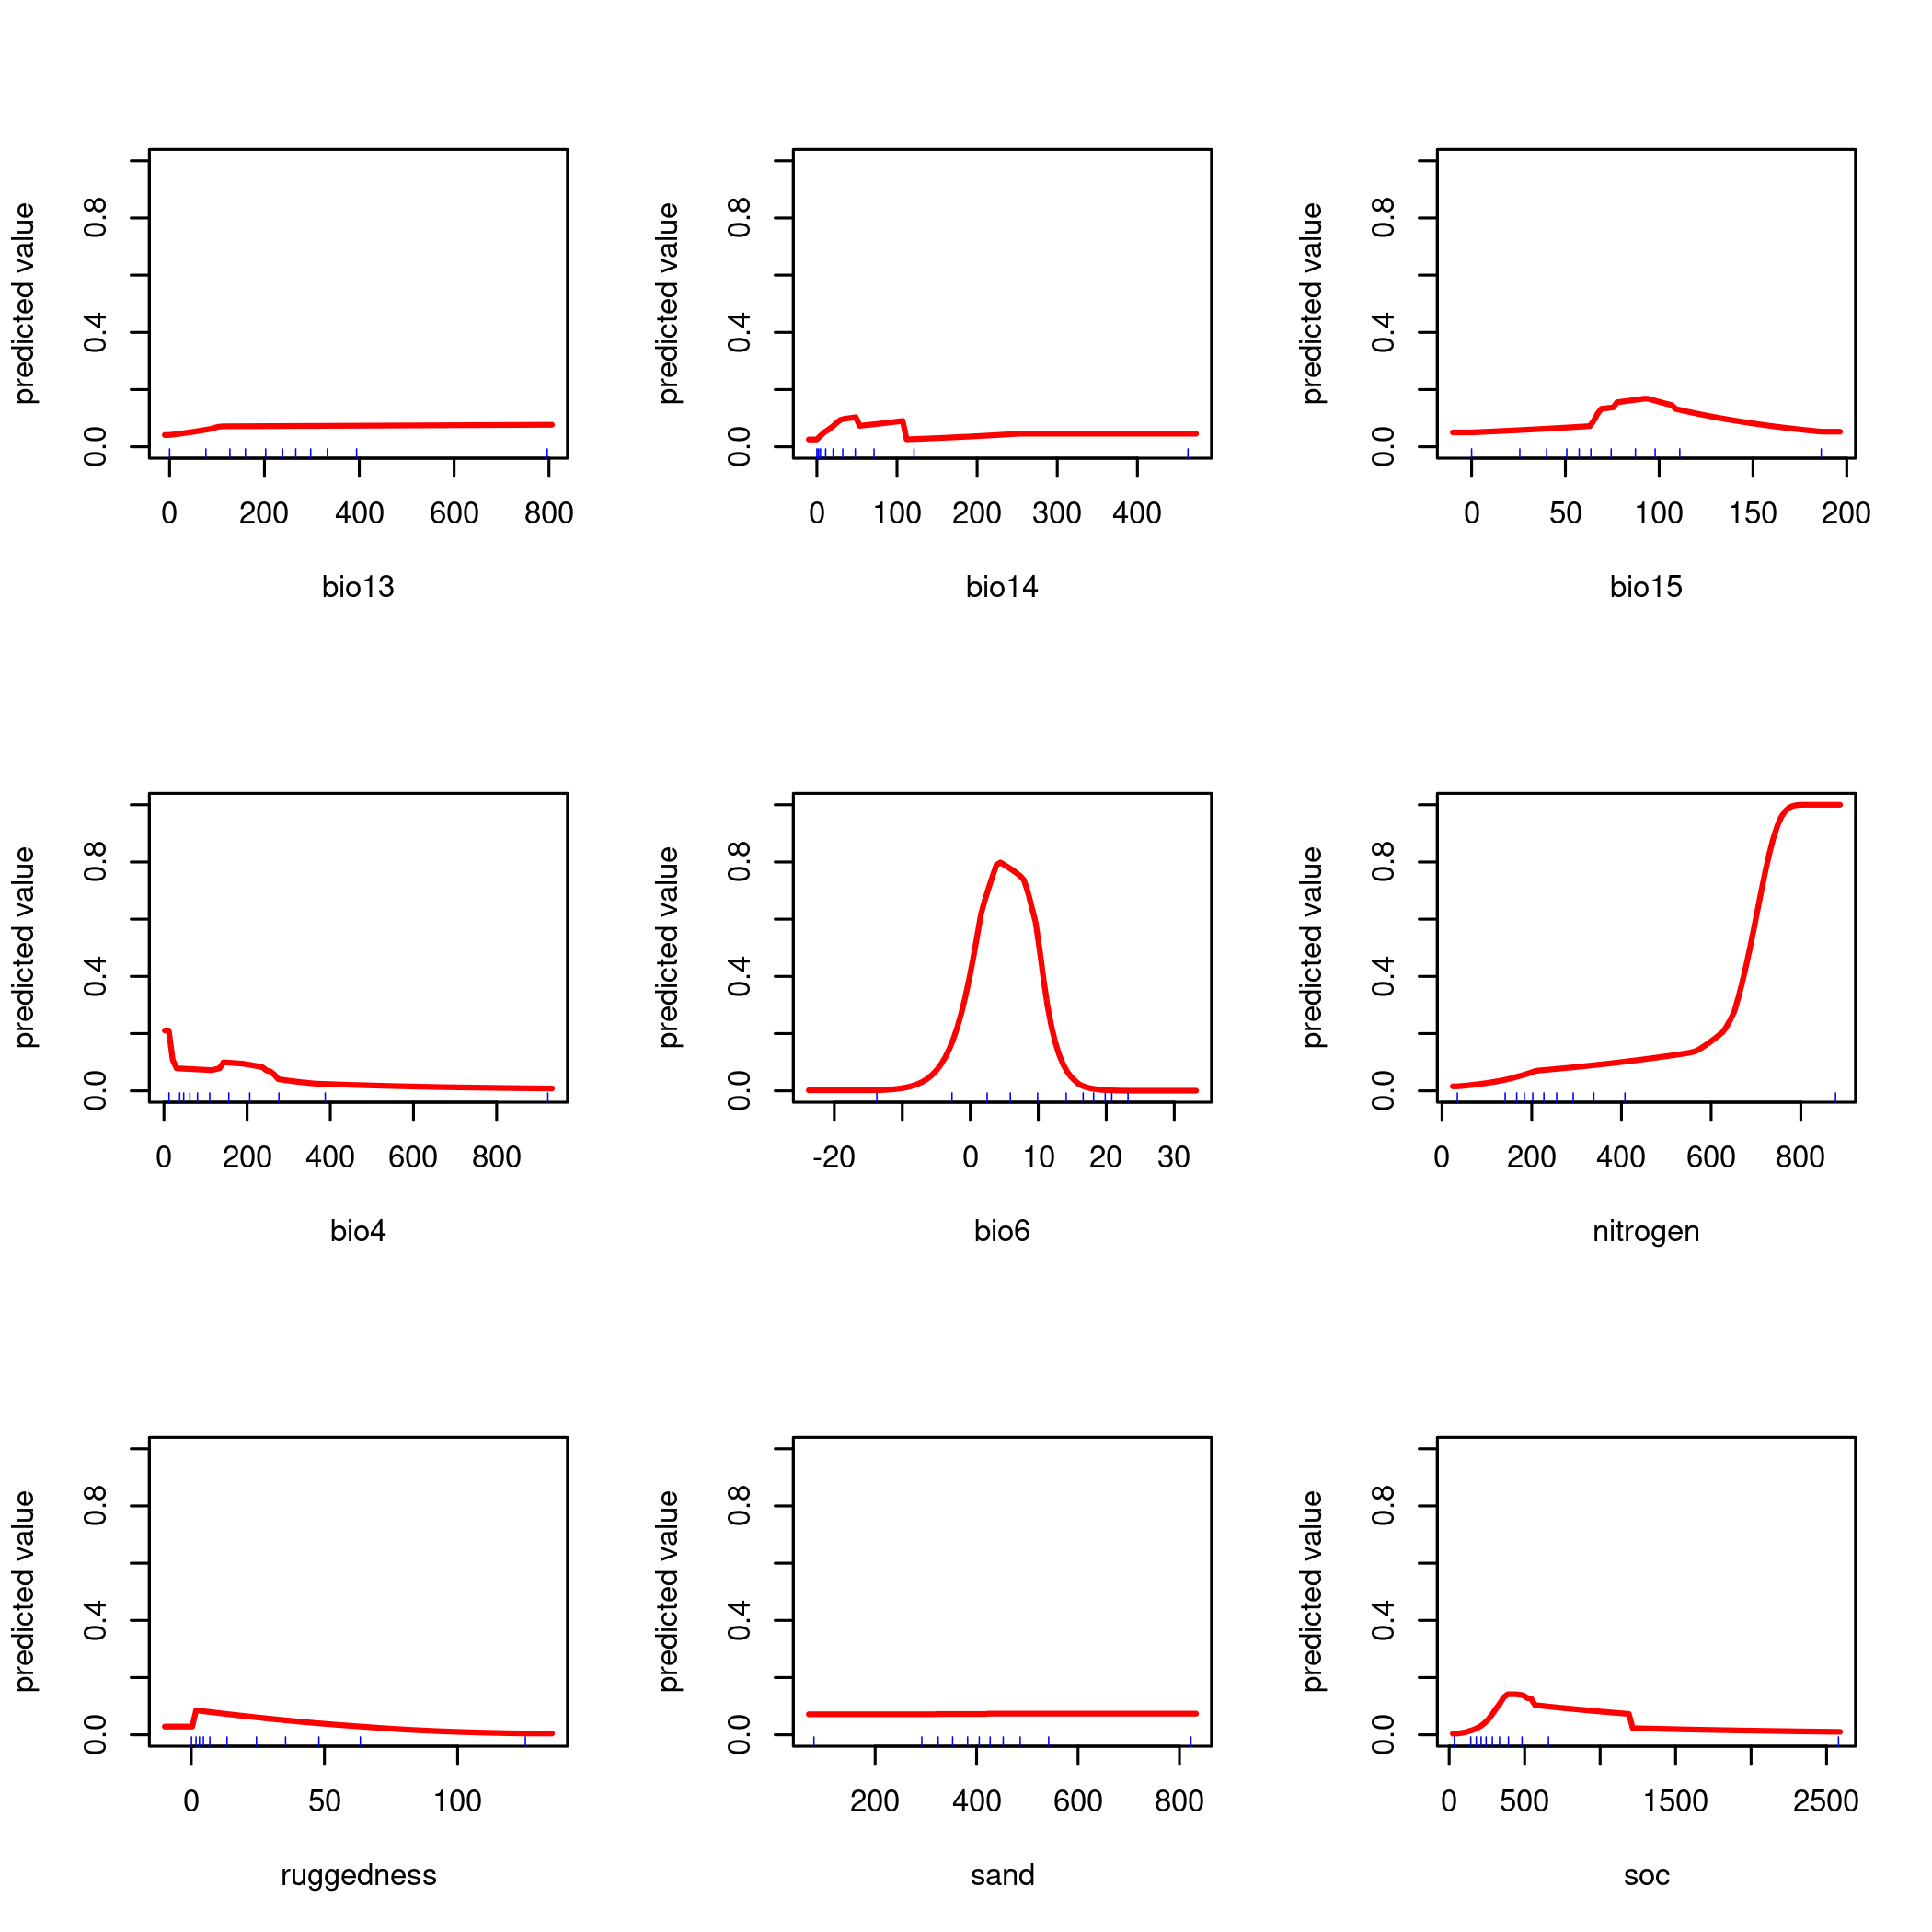 predicted value
0.0 0.4 0.8
0 200 400 600 800
bio13
predicted value
0.0 0.4 0.8
0 100 200 300 400
bio14
predicted value
0.0 0.4 0.8
0 50 100 150 200
bio15
predicted value
0.0 0.4 0.8
0 200 400 600 800
bio4
predicted value
0.0 0.4 0.8
-20 0 10 20 30
bio6
predicted value
0.0 0.4 0.8
0 200 400 600 800
nitrogen
predicted value
0.0 0.4 0.8
0 50 100
ruggedness
predicted value
0.0 0.4 0.8
200 400 600 800
sand
predicted value
0.0 0.4 0.8
0 500 1500 2500
soc